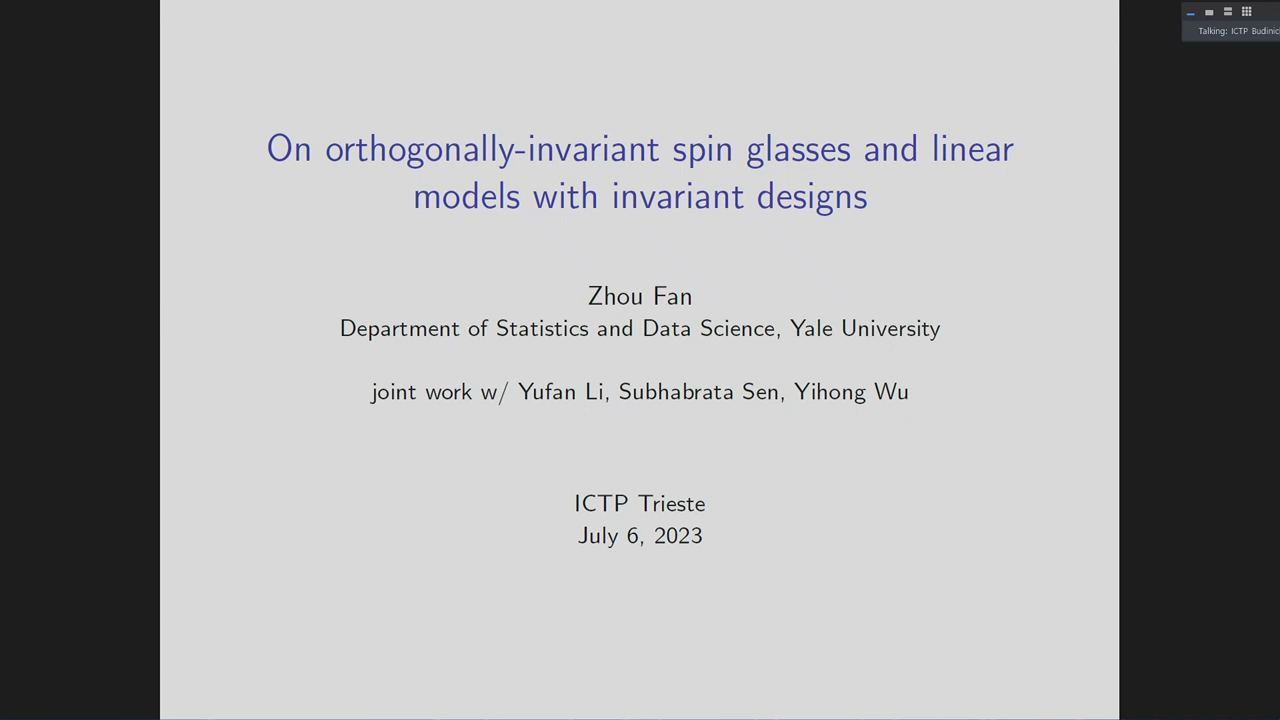 Talking: ICTP
On orthogonally-invariant spin glasses and linear
models with invariant designs
Zhou Fan
Department of Statistics and Data Science, Yale University
joint work w/ Yufan Li, Subhabrata Sen, Yihong Wu
ICTP Trieste
July 6, 2023